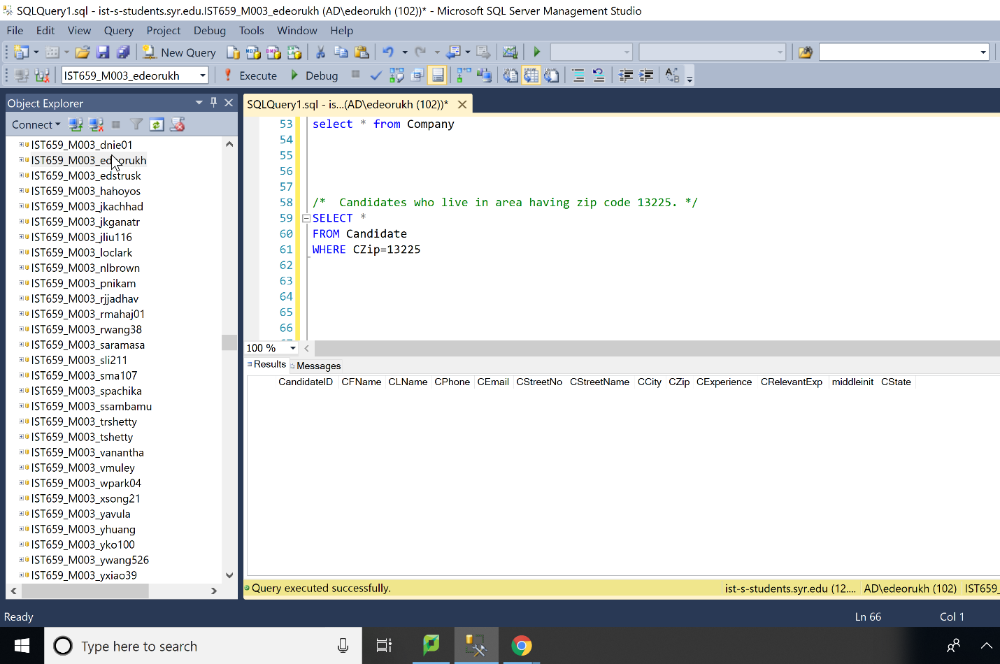 SQLQuery1.sql - ist-s-students.syr.edu.IST659_M003_edeorukh (AD\edeorukh (102))* - Microsoft SQL Server Management Studio
File Edit View Query Project Debug Tools Window Help
New Query
IST659_M003_edeorukh Execute Debug
Object Explorer
SQLQuery1.sql - is...(AD\edeorukh (102))*
Connect
IST659_M003_dnie01
IST659_M003_edeorukh
IST659_M003_edstrusk
IST659_M003_hahoyos
IST659_M003_jkachhad
IST659_M003_jkganatr
IST659_M003_jliu116
IST659_M003_loclark
IST659_M003_nlbrown
IST659_M003_pnikam
IST659_M003_rjjadhav
IST659_M003_rmahaj01
IST659_M003_rwang38
IST659_M003_saramasa
IST659_M003_sli211
IST659_M003_sma107
IST659_M003_spachika
IST659_M003_ssambamu
IST659_M003_trshetty
IST659_M003_tshetty
IST659_M003_vanantha
IST659_M003_vmuley
IST659_M003_wpark04
IST659_M003_xsong21
IST659_M003_yavula
IST659_M003_yhuang
IST659_M003_yko100
IST659_M003_ywang526
IST659_M003_yxiao39
53 select * from Company
54
55
56
57
58 /*  Candidates who live in area having zip code 13225. */
59 SELECT *
60 FROM Candidate
61 WHERE CZip=13225
62
63
64
65
66
100 %
Results Messages
CandidateID CFName CLName CPhone CEmail CStreetNo CStreetName CCity CZip CExperience CRelevantExp middleinit CState
Query executed successfully. ist-s-students.syr.edu (12.... AD\edeorukh (102) IST659_
Ready Ln 66 Col 1
Type here to search